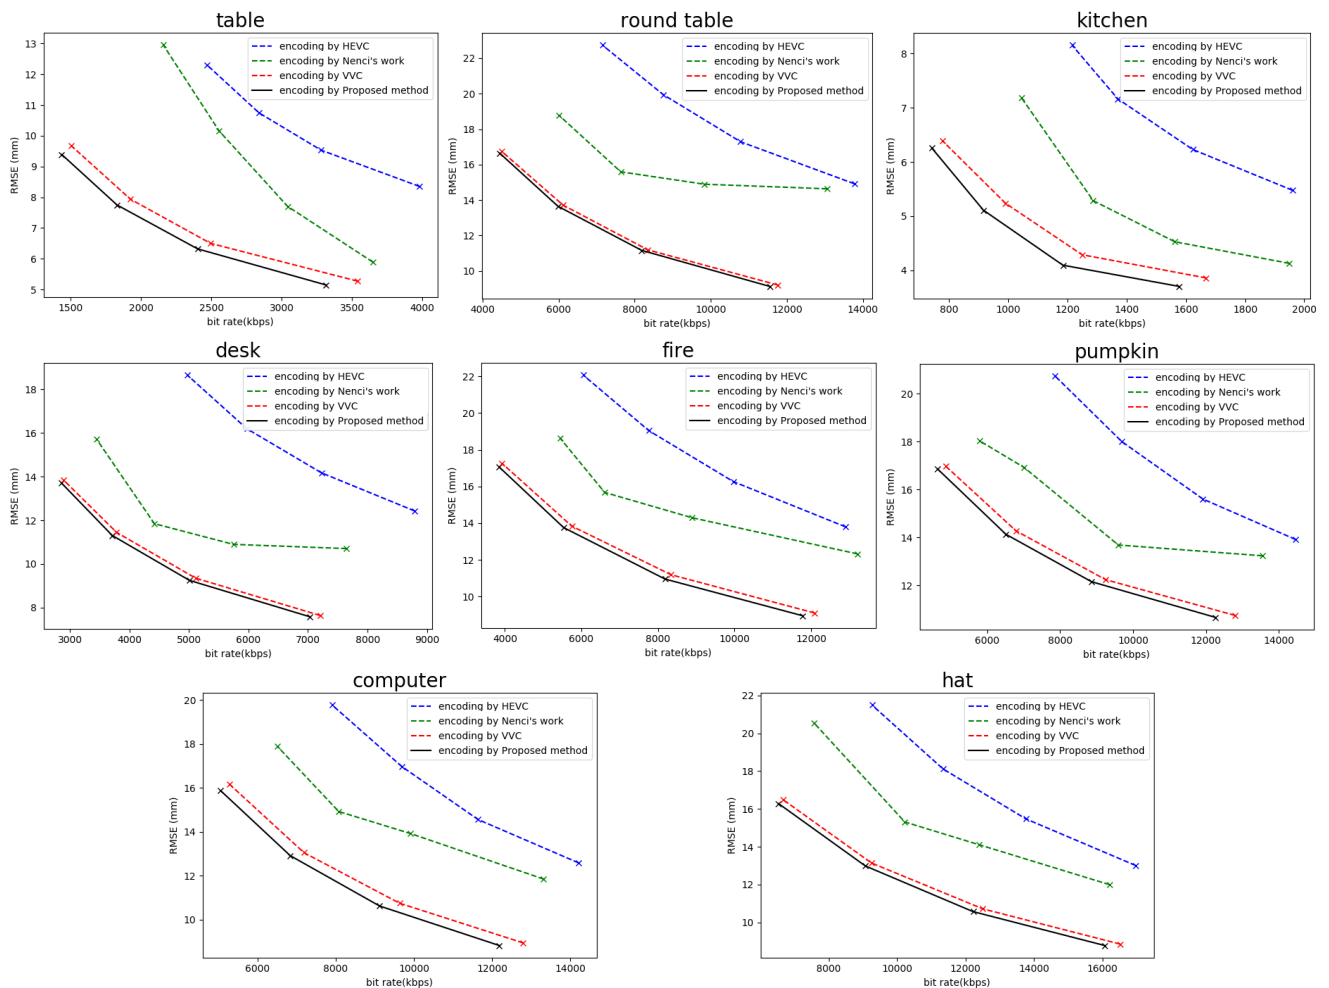 table
13
12
11
10
9
8
7
6
5
RMSE (mm)
1500 2000 2500 3000 3500 4000
bit rate(kbps)
encoding by HEVC
encoding by Nenci's work
encoding by VVC
encoding by Proposed method
round table
22
20
18
16
14
12
10
RMSE (mm)
4000 6000 8000 10000 12000 14000
bit rate(kbps)
encoding by HEVC
encoding by Nenci's work
encoding by VVC
encoding by Proposed method
kitchen
8
7
6
5
4
RMSE (mm)
800 1000 1200 1400 1600 1800 2000
bit rate(kbps)
encoding by HEVC
encoding by Nenci's work
encoding by VVC
encoding by Proposed method
desk
18
16
14
12
10
8
RMSE (mm)
3000 4000 5000 6000 7000 8000 9000
bit rate(kbps)
encoding by HEVC
encoding by Nenci's work
encoding by VVC
encoding by Proposed method
fire
22
20
18
16
14
12
10
RMSE (mm)
4000 6000 8000 10000 12000
bit rate(kbps)
encoding by HEVC
encoding by Nenci's work
encoding by VVC
encoding by Proposed method
pumpkin
20
18
16
14
12
RMSE (mm)
6000 8000 10000 12000 14000
bit rate(kbps)
encoding by HEVC
encoding by Nenci's work
encoding by VVC
encoding by Proposed method
computer
20
18
16
14
12
10
RMSE (mm)
6000 8000 10000 12000 14000
bit rate(kbps)
encoding by HEVC
encoding by Nenci's work
encoding by VVC
encoding by Proposed method
hat
22
20
18
16
14
12
10
RMSE (mm)
8000 10000 12000 14000 16000
bit rate(kbps)
encoding by HEVC
encoding by Nenci's work
encoding by VVC
encoding by Proposed method